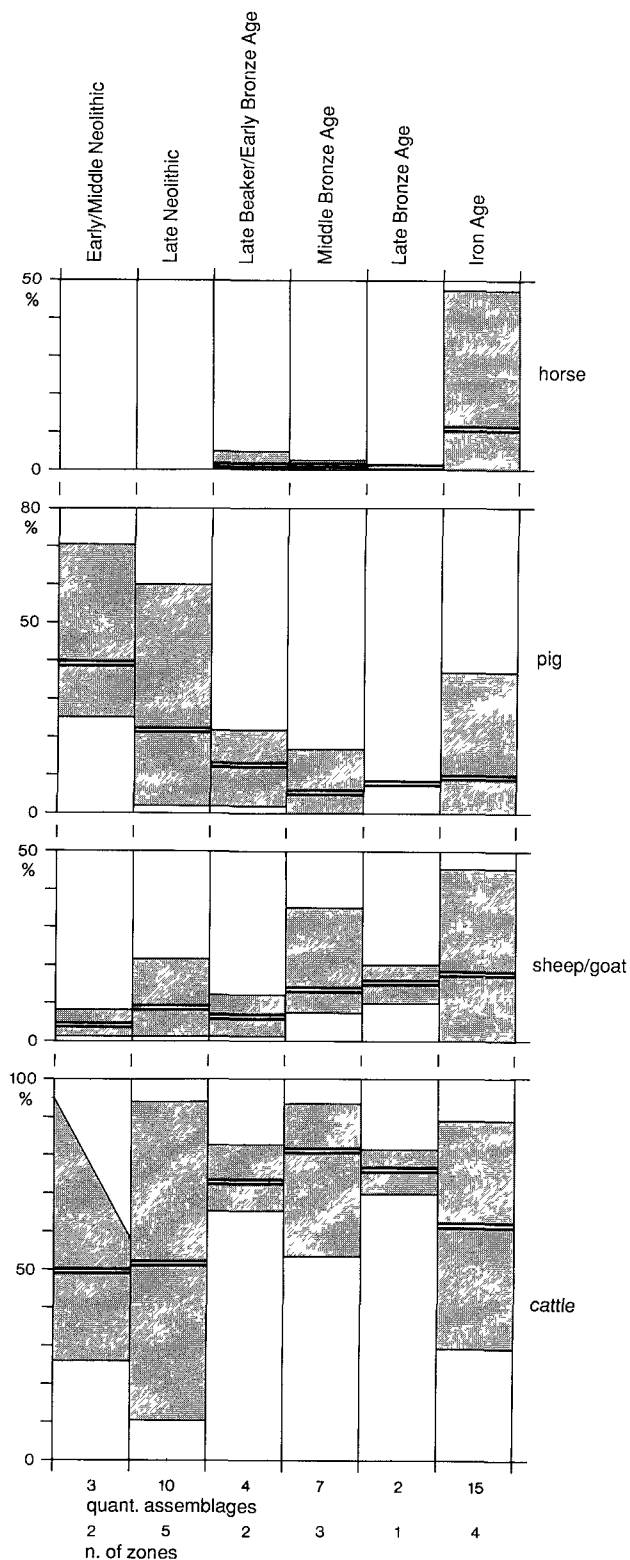 Early/Middle Neolithic
Late Neolithic
Late Beaker/Early Bronze Age
Middle Bronze Age
Late Bronze Age
Iron Age
50
%
0
horse
80
%
50
0
pig
50
%
0
sheep/goat
100
%
50
0
cattle
3 10 4 7 2 15
quant. assemblages
2 5 2 3 1 4
n. of zones